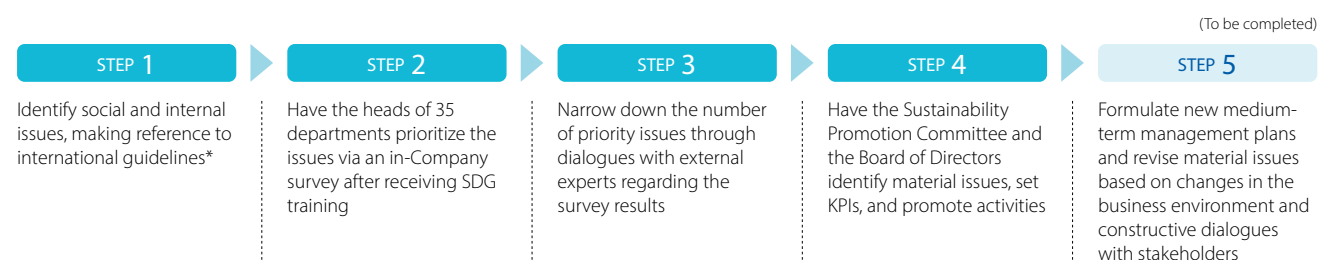 (To be completed)
STEP 1
Identify social and internal
issues, making reference to
international guidelines*
STEP 2
Have the heads of 35
departments prioritize the
issues via an in-Company
survey after receiving SDG
training
STEP 3
Narrow down the number
of priority issues through
dialogues with external
experts regarding the
survey results
STEP 4
Have the Sustainability
Promotion Committee and
the Board of Directors
identify material issues, set
KPIs, and promote activities
STEP 5
Formulate new medium-
term management plans
and revise material issues
based on changes in the
business environment and
constructive dialogues
with stakeholders